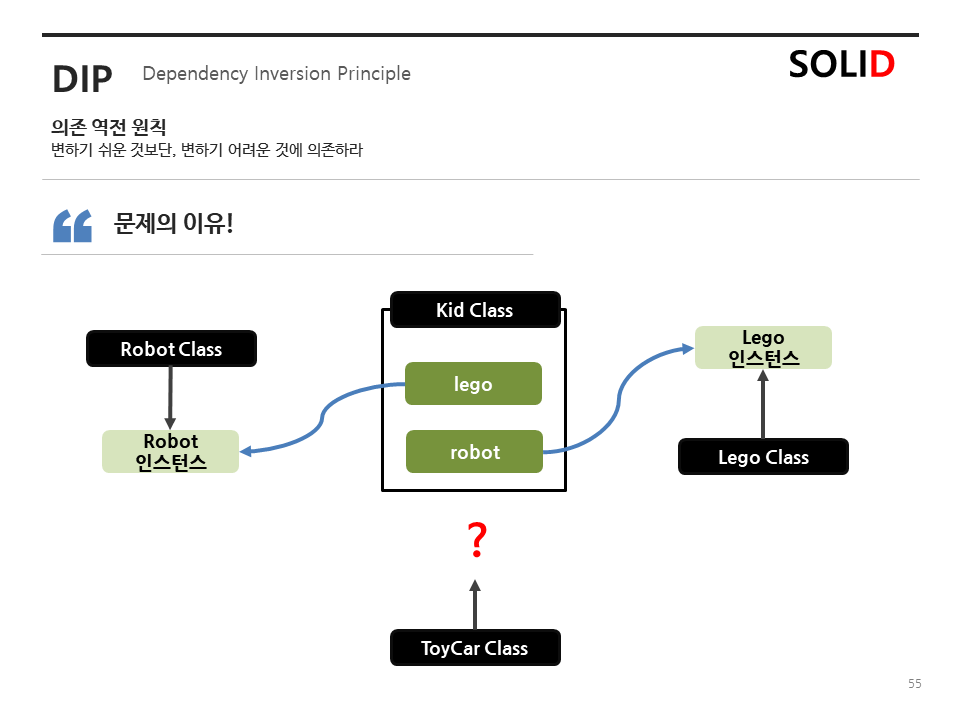 DIP
Dependency Inversion Principle
SOLID
의존 역전 원칙
변하기 쉬운 것보단, 변하기 어려운 것에 의존하라
문제의 이유!
Kid Class
Robot Class
lego
Lego
인스턴스
Robot
인스턴스
robot
Lego Class
?
ToyCar Class
55